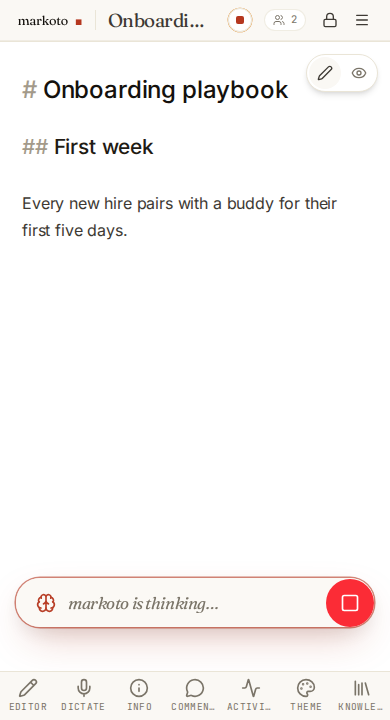 markoto
Onboardi...
2
# Onboarding playbook
## First week
Every new hire pairs with a buddy for their
first five days.
markoto is thinking...
EDITOR
DICTATE
INFO
COMMEN…
ACTIVI…
THEME
KNOWLE…